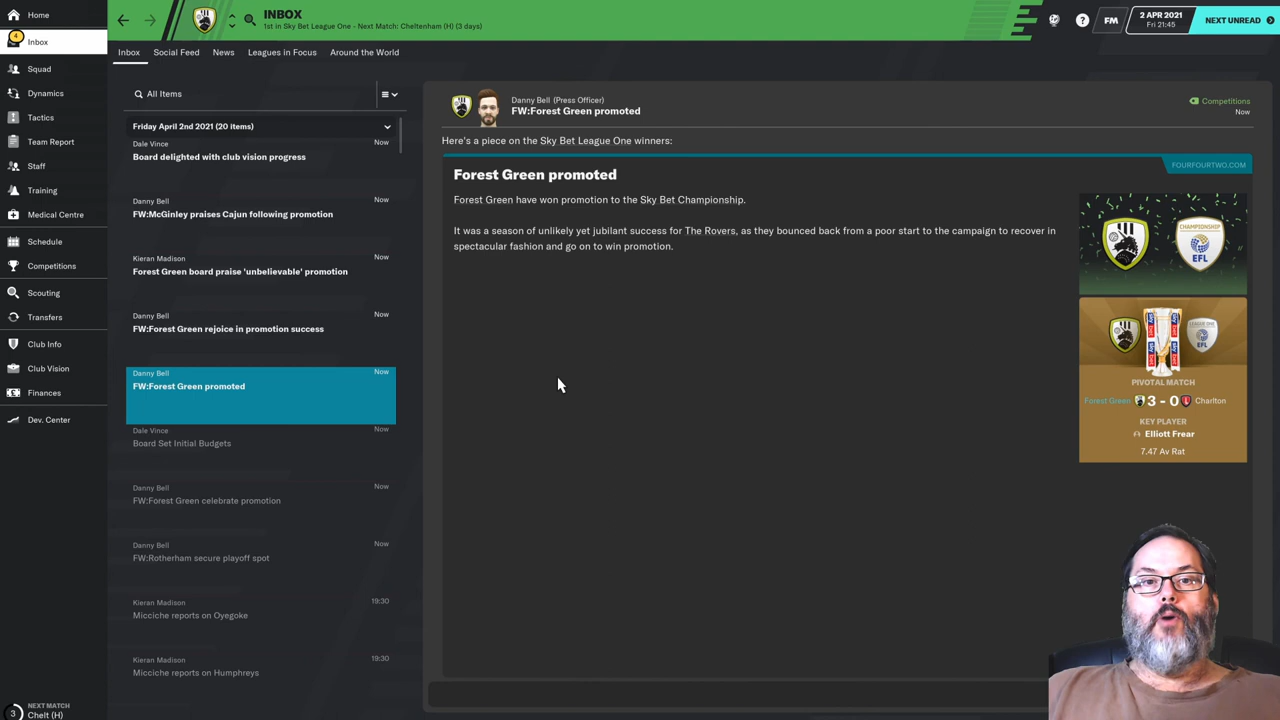 Home
Inbox
4
Squad
Dynamics
Tactics
Team Report
Staff
Training
Medical Centre
Schedule
Competitions
Scouting
Transfers
Club Info
Club Vision
Finances
Dev. Center
3
NEXT MATCH
Chelt (H)
INBOX
1st in Sky Bet League One - Next Match: Cheltenham (H) (3 days)
?
FM
2 APR 2021
Fri 21:45
NEXT UNREAD
Inbox
Social Feed
News
Leagues in Focus
Around the World
All Items
Friday April 2nd 2021 (20 items)
Dale Vince
Now
Board delighted with club vision progress
Danny Bell
Now
FW:McGinley praises Cajun following promotion
Kieran Madison
Now
Forest Green board praise 'unbelievable' promotion
Danny Bell
Now
FW:Forest Green rejoice in promotion success
Danny Bell
Now
FW:Forest Green promoted
Dale Vince
Now
Board Set Initial Budgets
Danny Bell
Now
FW:Forest Green celebrate promotion
Danny Bell
Now
FW:Rotherham secure playoff spot
Kieran Madison
19:30
Micciche reports on Oyegoke
Kieran Madison
19:30
Micciche reports on Humphreys
Danny Bell (Press Officer)
FW:Forest Green promoted
Competitions
Now
Here's a piece on the Sky Bet League One winners:
FOURFOURTWO.COM
Forest Green promoted
Forest Green have won promotion to the Sky Bet Championship.
It was a season of unlikely yet jubilant success for The Rovers, as they bounced back from a poor start to the campaign to recover in
spectacular fashion and go on to win promotion.
CHAMPIONSHIP
EFL
EFL
PIVOTAL MATCH
Forest Green 3 - 0 Charlton
KEY PLAYER
Elliott Frear
7.47 Av Rat